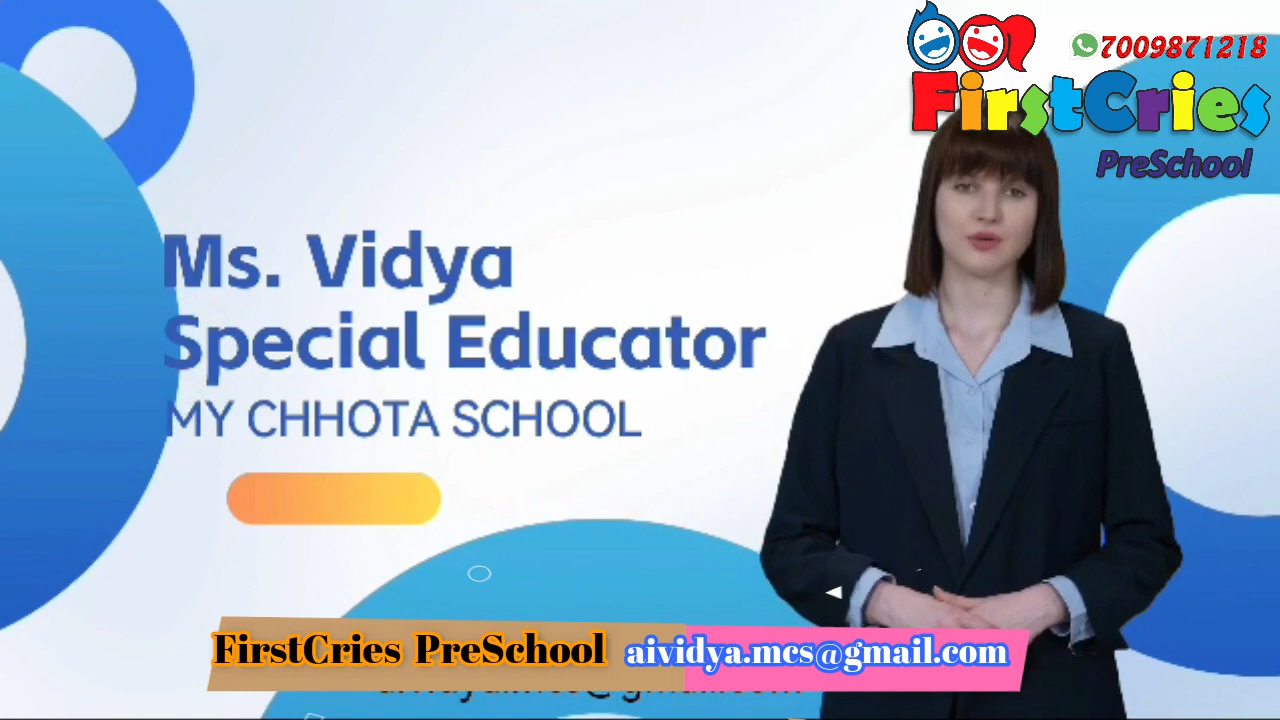 7009871218
FirstCries
PreSchool
Ms. Vidya
Special Educator
MY CHHOTA SCHOOL
FirstCries PreSchool aividya.mcs@gmail.com